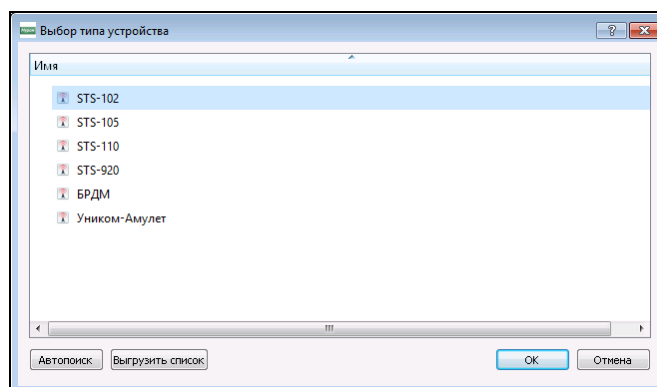 Выбор типа устройства
Имя
STS-102
STS-105
STS-110
STS-920
БРДМ
Уником-Амулет
Автопоиск Выгрузить список OK Отмена